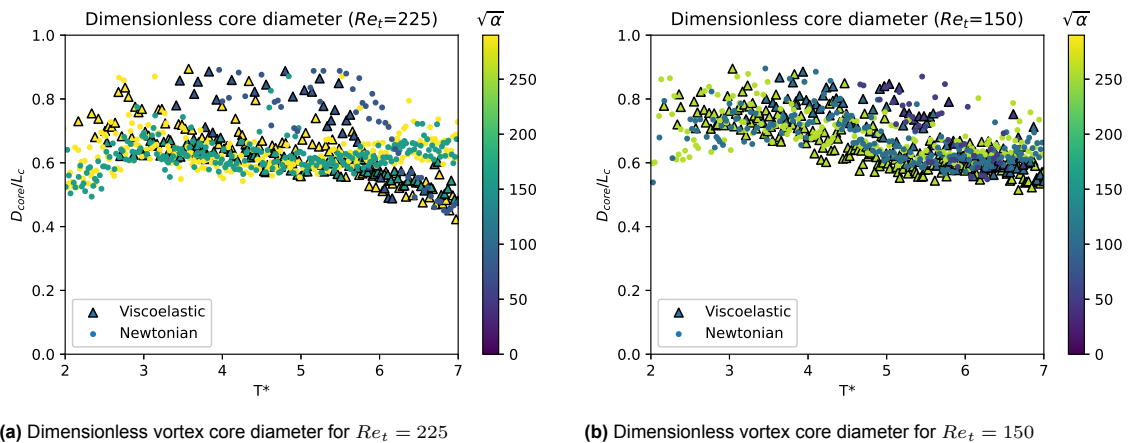 Dimensionless core diameter (Re_t=225)
√α
1.0
0.8
0.6
0.4
0.2
0.0
D_core/L_c
Viscoelastic
Newtonian
2 3 4 5 6 7
T*
250
200
150
100
50
0
(a) Dimensionless vortex core diameter for Re_t = 225
Dimensionless core diameter (Re_t=150)
√α
1.0
0.8
0.6
0.4
0.2
0.0
D_core/L_c
Viscoelastic
Newtonian
2 3 4 5 6 7
T*
250
200
150
100
50
0
(b) Dimensionless vortex core diameter for Re_t = 150